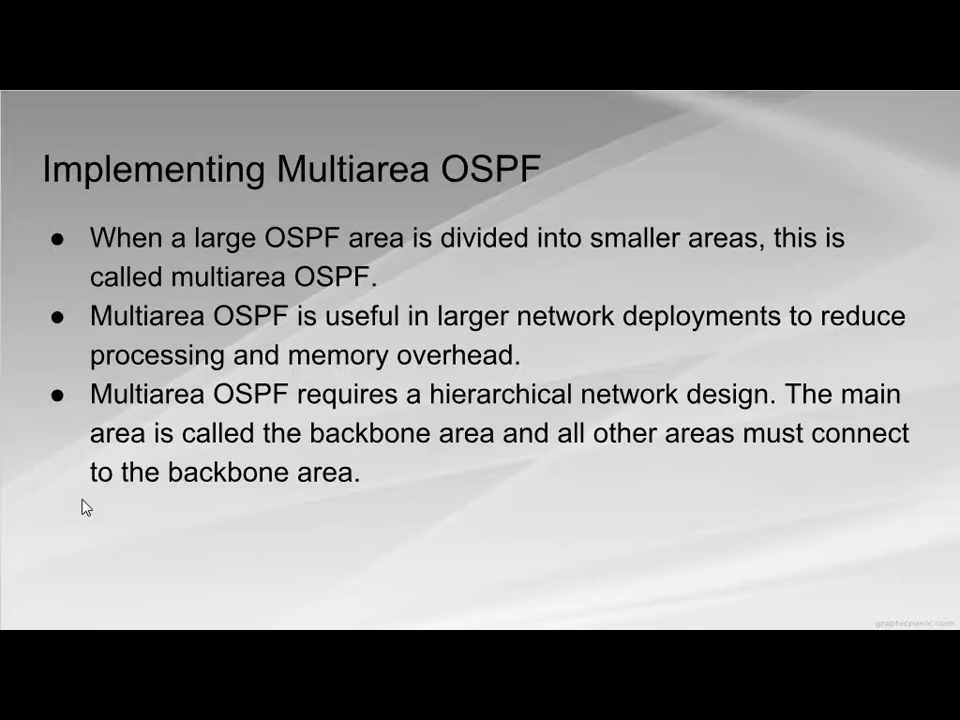 Implementing Multiarea OSPF
● When a large OSPF area is divided into smaller areas, this is
called multiarea OSPF.
● Multiarea OSPF is useful in larger network deployments to reduce
processing and memory overhead.
● Multiarea OSPF requires a hierarchical network design. The main
area is called the backbone area and all other areas must connect
to the backbone area.
graphicpanic.com